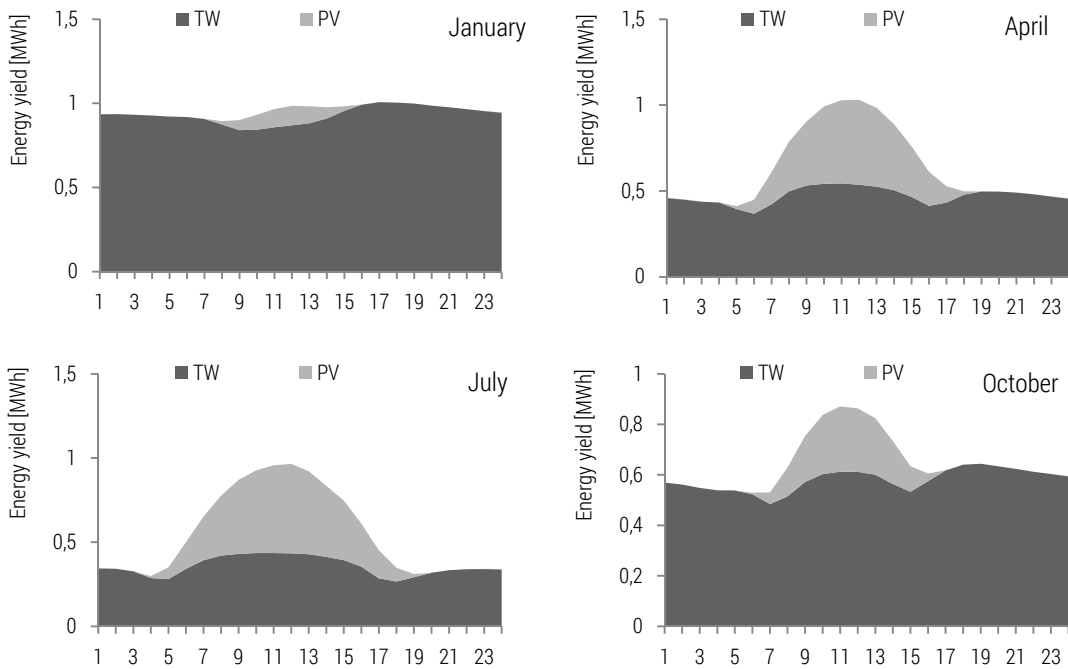 TW PV
January
Energy yield [MWh]
1,5
1
0,5
0
1 3 5 7 9 11 13 15 17 19 21 23
TW PV
April
Energy yield [MWh]
1,5
1
0,5
0
1 3 5 7 9 11 13 15 17 19 21 23
TW PV
July
Energy yield [MWh]
1,5
1
0,5
0
1 3 5 7 9 11 13 15 17 19 21 23
TW PV
October
Energy yield [MWh]
1
0,8
0,6
0,4
0,2
0
1 3 5 7 9 11 13 15 17 19 21 23